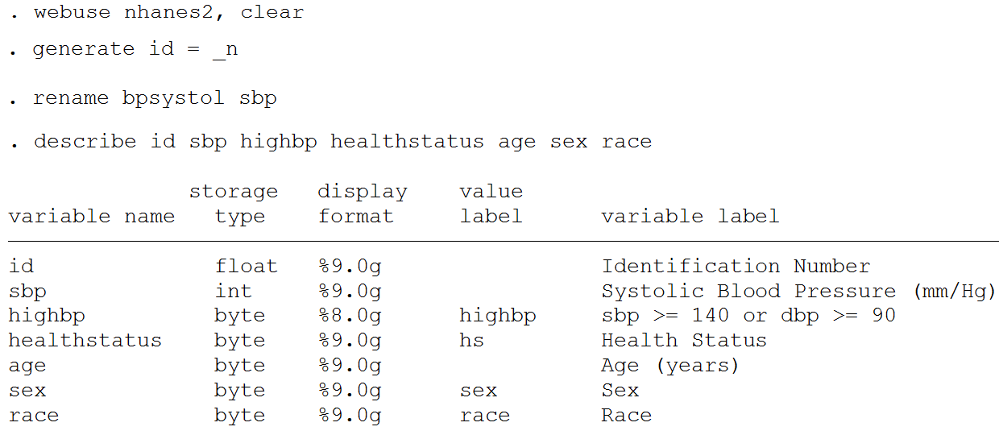 . webuse nhanes2, clear
. generate id = _n
. rename bpsystol sbp
. describe id sbp highbp healthstatus age sex race
storage display value
variable name type format label variable label
id float %9.0g Identification Number
sbp int %9.0g Systolic Blood Pressure (mm/Hg)
highbp byte %8.0g highbp sbp >= 140 or dbp >= 90
healthstatus byte %9.0g hs Health Status
age byte %9.0g Age (years)
sex byte %9.0g sex Sex
race byte %9.0g race Race